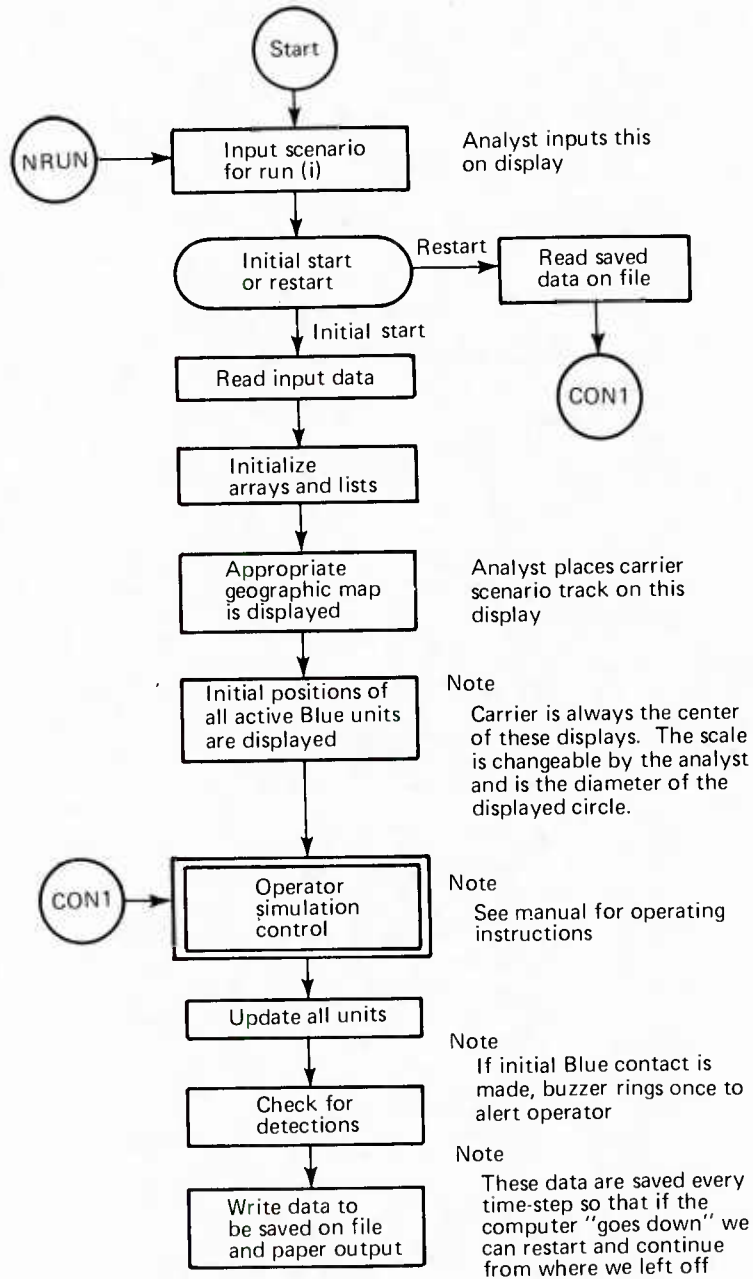 Start
NRUN
Input scenario
for run (i)
Analyst inputs this
on display
Initial start
or restart
Restart
Read saved
data on file
Initial start
CON1
Read input data
Initialize
arrays and lists
Appropriate
geographic map
is displayed
Analyst places carrier
scenario track on this
display
Initial positions of
all active Blue units
are displayed
Note
Carrier is always the center
of these displays. The scale
is changeable by the analyst
and is the diameter of the
displayed circle.
CON1
Operator
simulation
control
Note
See manual for operating
instructions
Update all units
Note
If initial Blue contact is
made, buzzer rings once to
alert operator
Check for
detections
Note
These data are saved every
time-step so that if the
computer "goes down" we
can restart and continue
from where we left off
Write data to
be saved on file
and paper output